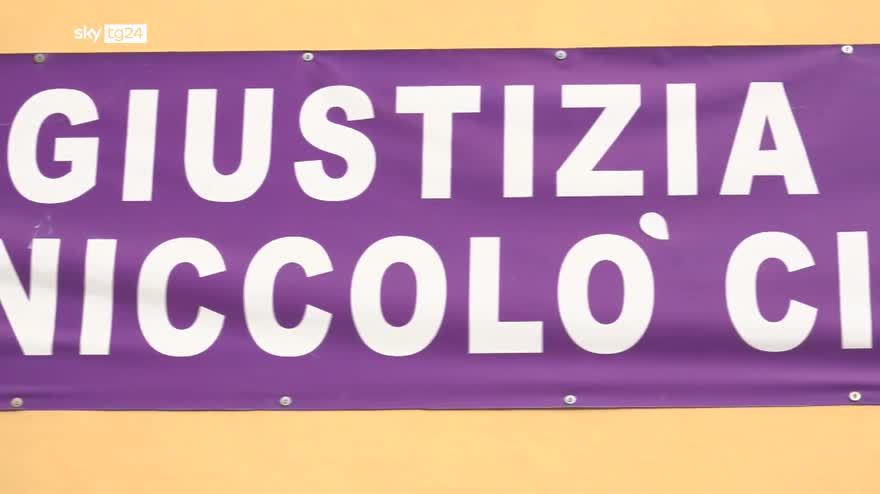 sky tg24
GIUSTIZIA
NICCOLO' CI